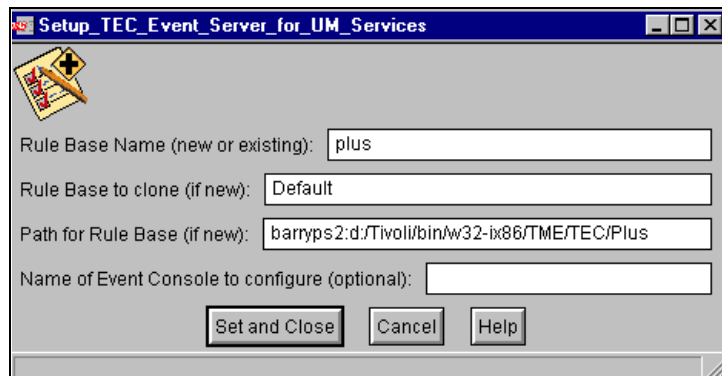 Setup_TEC_Event_Server_for_UM_Services
Rule Base Name (new or existing): plus
Rule Base to clone (if new): Default
Path for Rule Base (if new): barryps2:d:/Tivoli/bin/w32-ix86/TME/TEC/Plus
Name of Event Console to configure (optional):
Set and Close Cancel Help